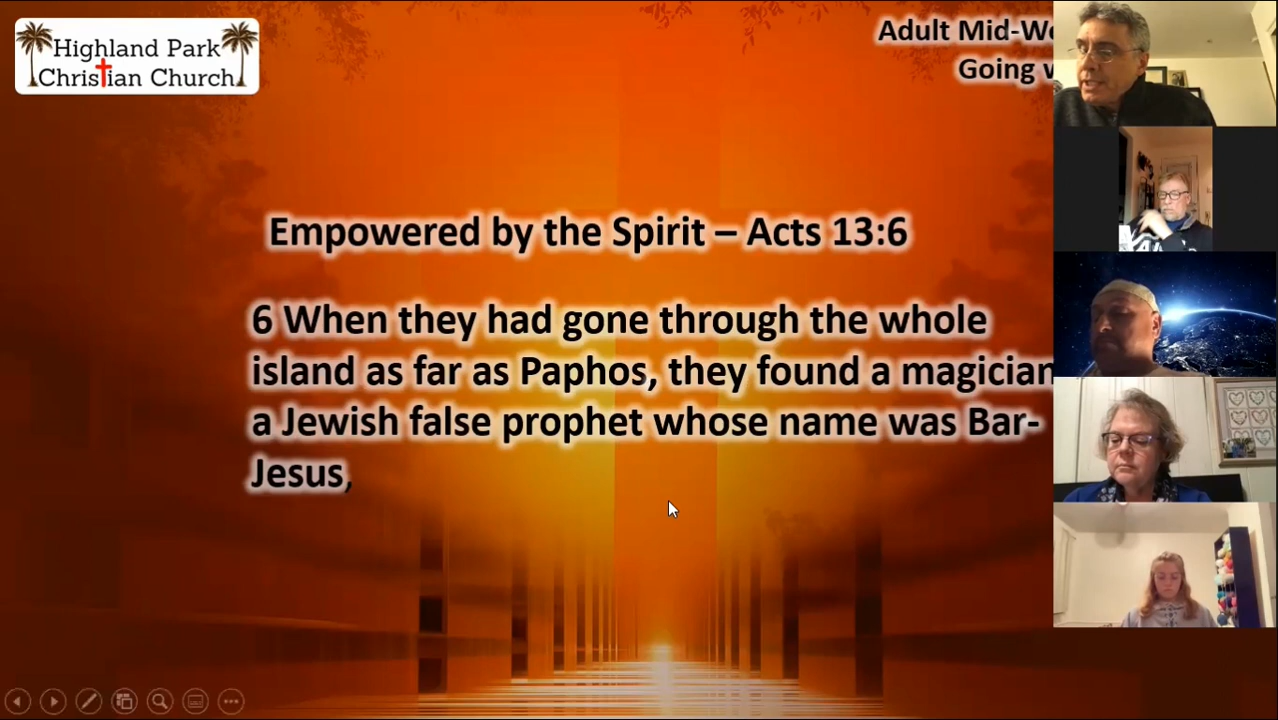 Highland Park
Christian Church
Adult Mid-We
Going
Empowered by the Spirit – Acts 13:6
6 When they had gone through the whole
island as far as Paphos, they found a magician
a Jewish false prophet whose name was Bar-
Jesus,